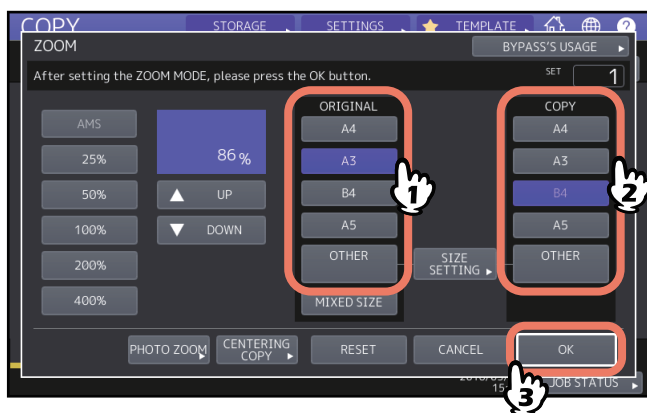 COPY STORAGE SETTINGS TEMPLATE ?
ZOOM BYPASS'S USAGE
After setting the ZOOM MODE, please press the OK button. SET 1
ORIGINAL COPY
AMS A4 A4
25% 86 % A3 A3
50% UP B4 B4
100% DOWN A5 A5
200% OTHER SIZE SETTING OTHER
400% MIXED SIZE
PHOTO ZOOM CENTERING COPY RESET CANCEL OK
JOB STATUS
1
2
3